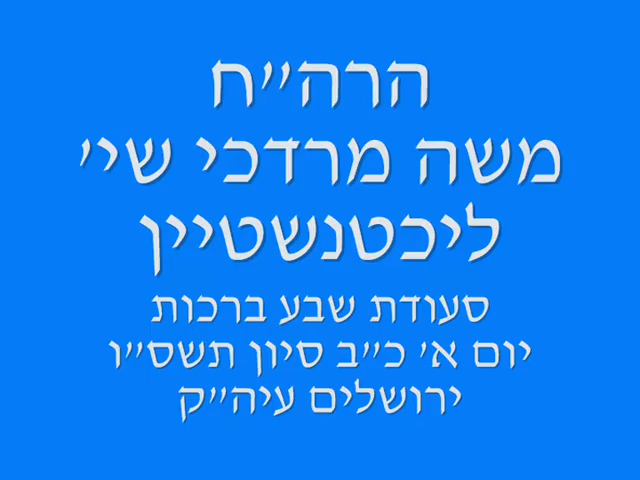 הרה״ח
משה מרדכי שי׳
ליכטנשטיין
סעודת שבע ברכות
יום א׳ כ״ב סיון תשס״ו
ירושלים עיה״ק